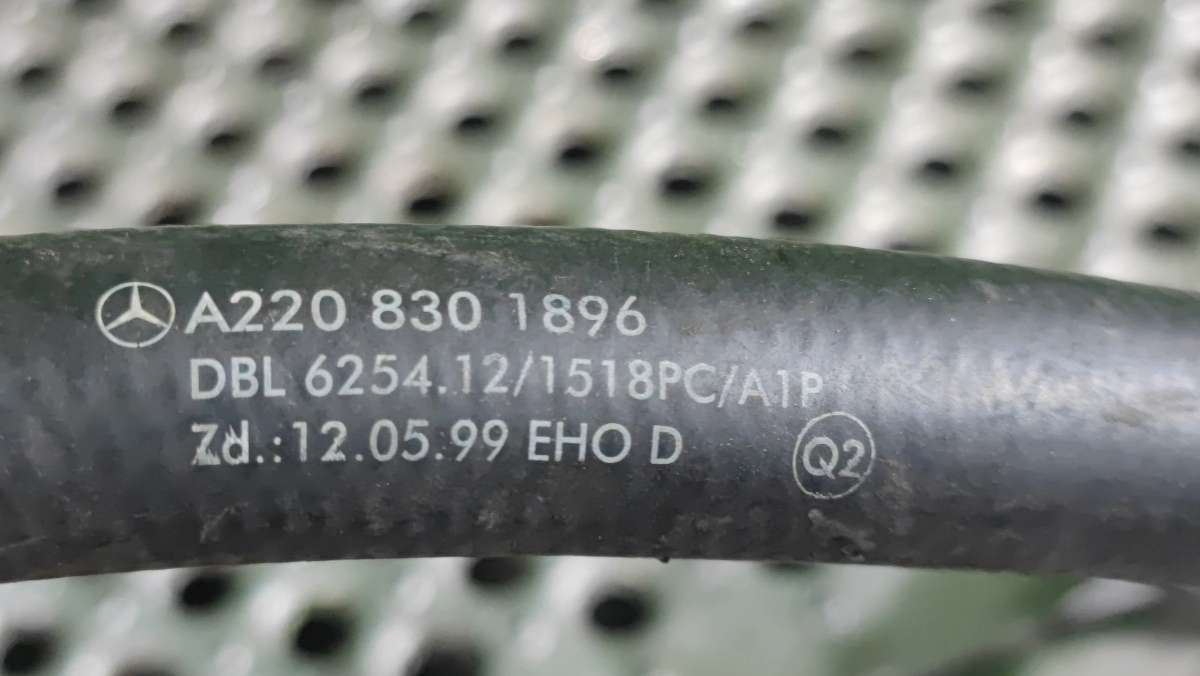 A220 830 1896
DBL 6254.12/1518PC/A1P
Zd.:12.05.99 EHO D
Q2